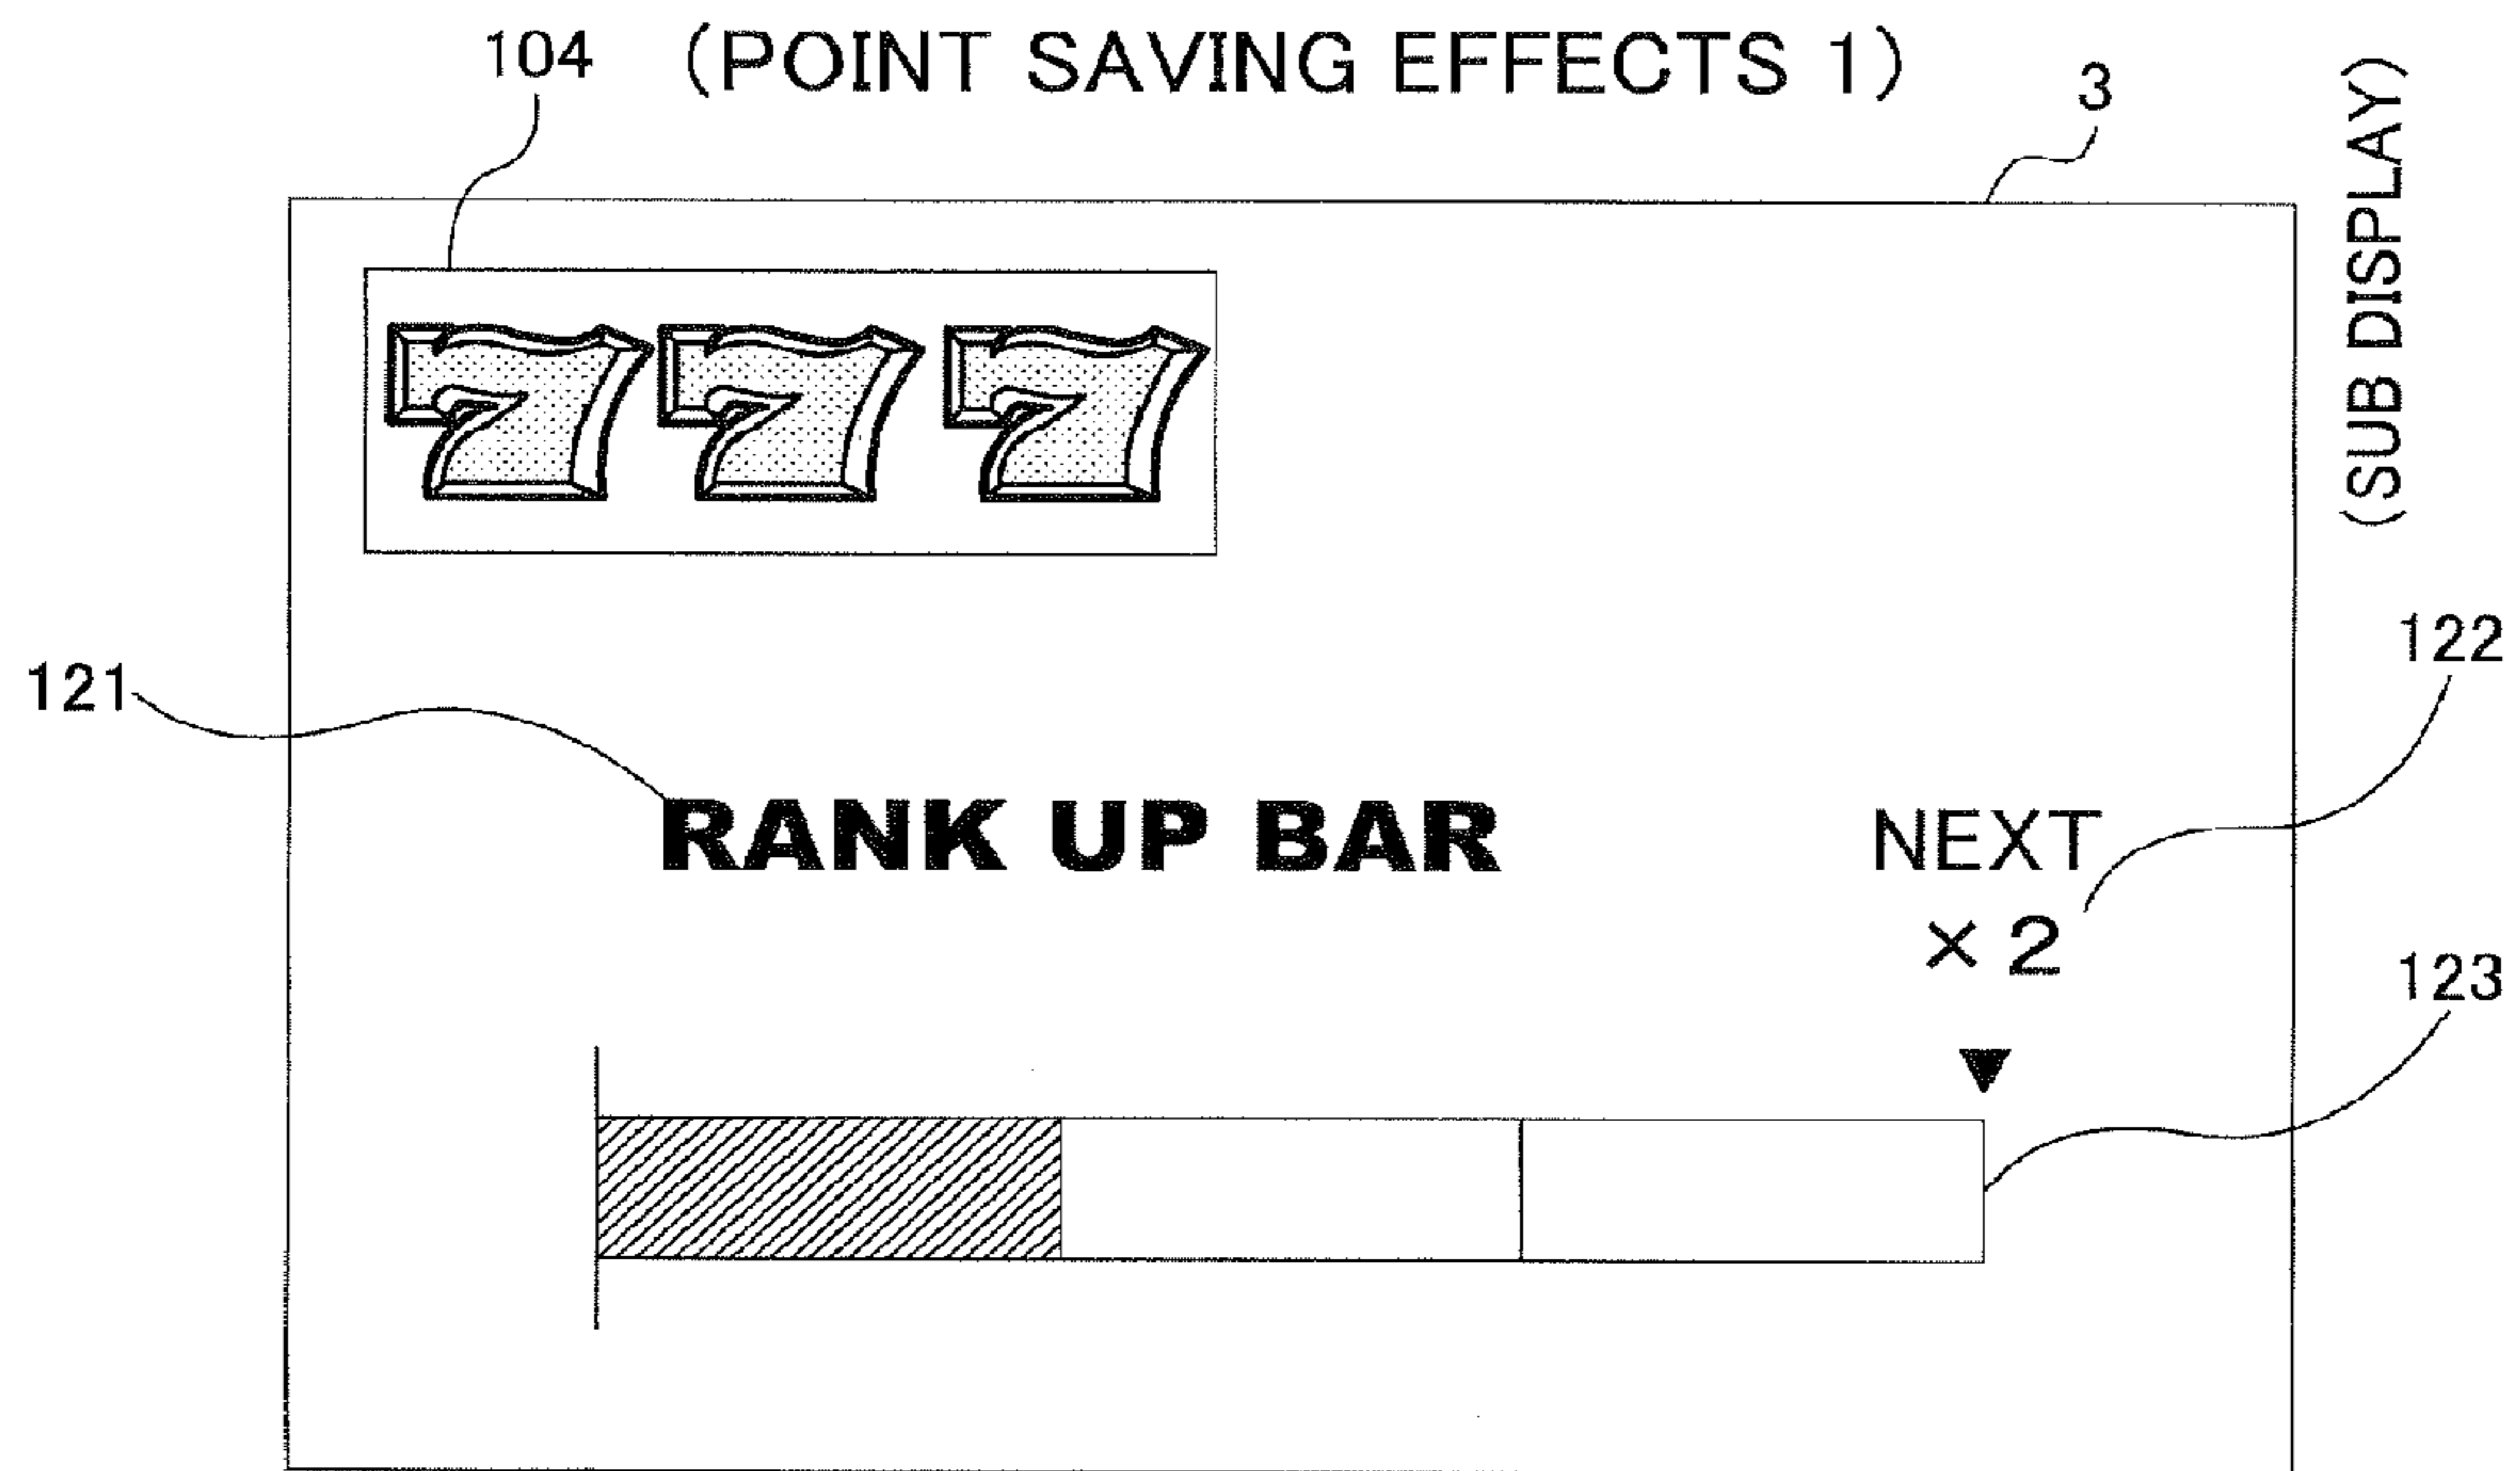 104 (POINT SAVING EFFECTS 1)
3
(SUB DISPLAY)
777
121
122
RANK UP BAR
NEXT
×2
123